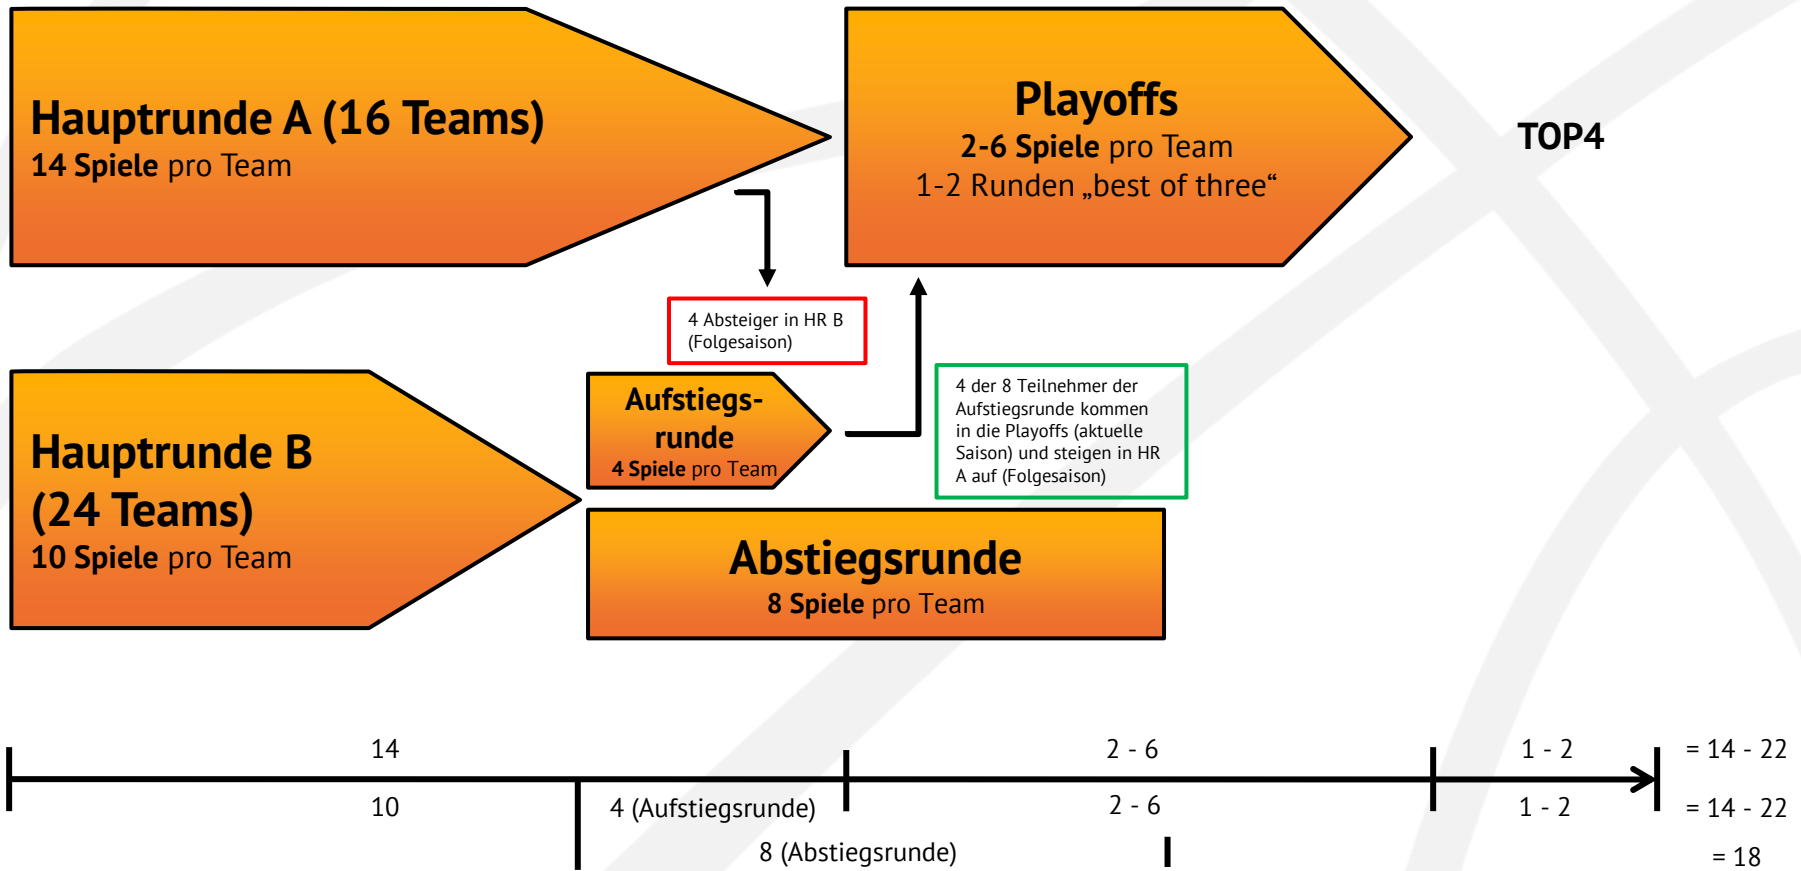 Hauptrunde A (16 Teams)
14 Spiele pro Team
Playoffs
2-6 Spiele pro Team
1-2 Runden „best of three“
TOP4
4 Absteiger in HR B
(Folgesaison)
Aufstiegs-
runde
4 Spiele pro Team
4 der 8 Teilnehmer der
Aufstiegsrunde kommen
in die Playoffs (aktuelle
Saison) und steigen in HR
A auf (Folgesaison)
Hauptrunde B
(24 Teams)
10 Spiele pro Team
Abstiegsrunde
8 Spiele pro Team
14 2 - 6 1 - 2 = 14 - 22
10 4 (Aufstiegsrunde) 2 - 6 1 - 2 = 14 - 22
8 (Abstiegsrunde) = 18